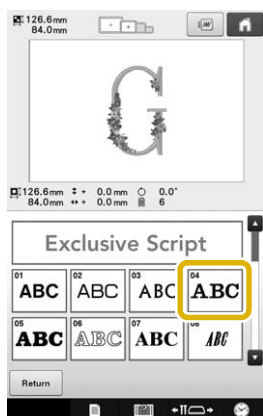 126.6mm
84.0mm
G
126.6mm + 0.0mm 0.0°
84.0mm + 0.0mm 6
Exclusive Script
01 02 03 04
ABC ABC ABC ABC
05 06 07 08
ABC ABC ABC ABC
Return